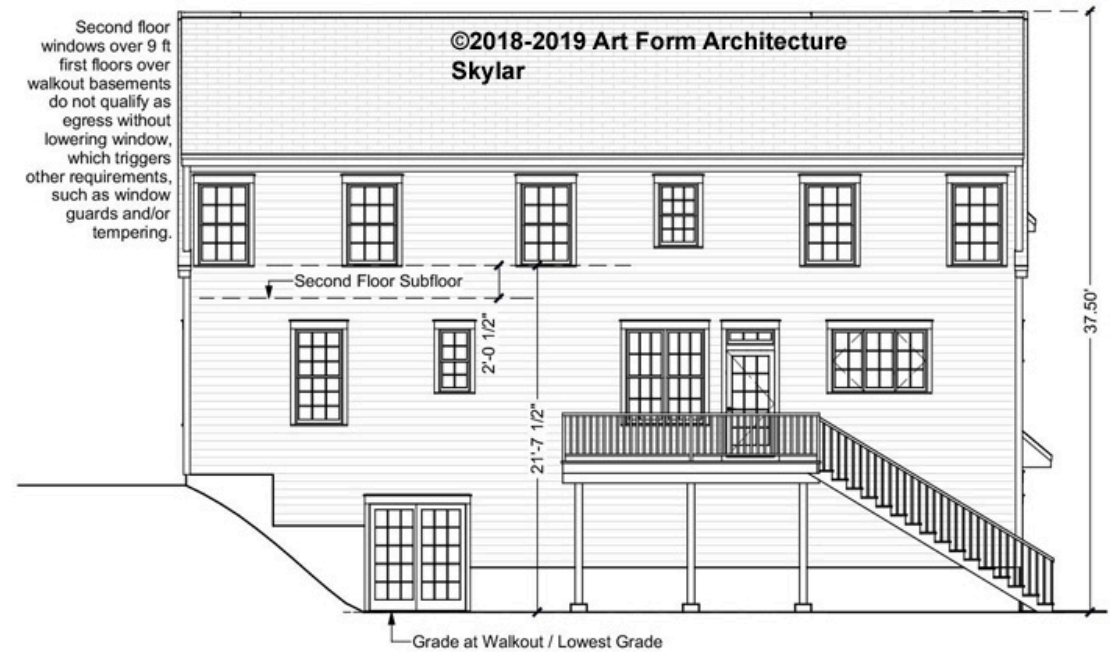 Second floor
windows over 9 ft
first floors over
walkout basements
do not qualify as
egress without
lowering window,
which triggers
other requirements,
such as window
guards and/or
tempering.
©2018-2019 Art Form Architecture
Skylar
Second Floor Subfloor
2'-0 1/2"
21'-7 1/2"
37.50'
Grade at Walkout / Lowest Grade